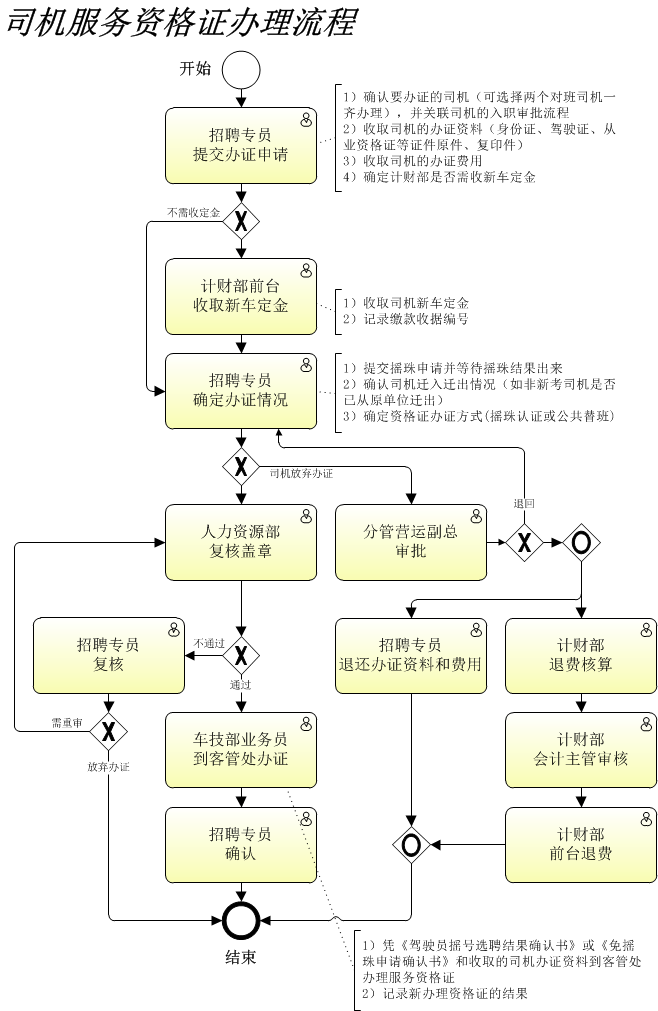 司机服务资格证办理流程
开始
招聘专员
提交办证申请
1）确认要办证的司机（可选择两个对班司机一
齐办理），并关联司机的入职审批流程
2）收取司机的办证资料（身份证、驾驶证、从
业资格证等证件原件、复印件）
3）收取司机的办证费用
4）确定计财部是否需收新车定金
不需收定金
计财部前台
收取新车定金
1）收取司机新车定金
2）记录缴款收据编号
招聘专员
确定办证情况
1）提交摇珠申请并等待摇珠结果出来
2）确认司机迁入迁出情况（如非新考司机是否
已从原单位迁出）
3）确定资格证办证方式(摇珠认证或公共替班)
司机放弃办证
退回
人力资源部
复核盖章
分管营运副总
审批
招聘专员
复核
不通过
通过
招聘专员
退还办证资料和费用
计财部
退费核算
需重审
放弃办证
车技部业务员
到客管处办证
计财部
会计主管审核
招聘专员
确认
计财部
前台退费
结束
1）凭《驾驶员摇号选聘结果确认书》或《免摇
珠申请确认书》和收取的司机办证资料到客管处
办理服务资格证
2）记录新办理资格证的结果